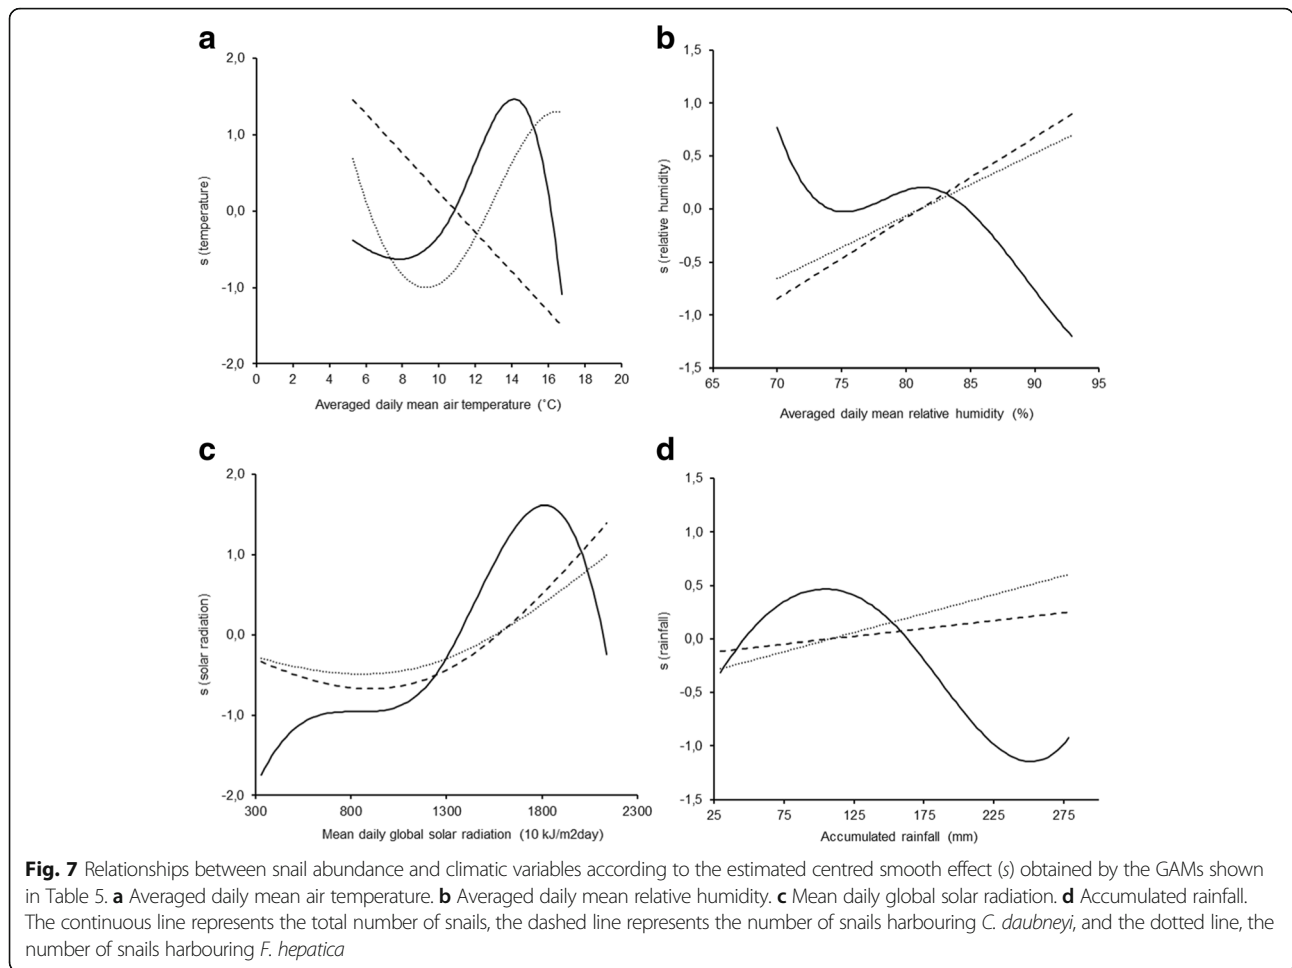 a
2,0
1,0
0,0
-1,0
-2,0
s (temperature)
0 2 4 6 8 10 12 14 16 18 20
Averaged daily mean air temperature (˚C)
b
1,5
1,0
0,5
0,0
-0,5
-1,0
-1,5
s (relative humidity)
65 70 75 80 85 90 95
Averaged daily mean relative humidity (%)
c
2,0
1,0
0,0
-1,0
-2,0
s (solar radiation)
300 800 1300 1800 2300
Mean daily global solar radiation (10 kJ/m2day)
d
1,5
1,0
0,5
0,0
-0,5
-1,0
-1,5
s (rainfall)
25 75 125 175 225 275
Accumulated rainfall (mm)
Fig. 7 Relationships between snail abundance and climatic variables according to the estimated centred smooth effect (s) obtained by the GAMs shown
in Table 5. a Averaged daily mean air temperature. b Averaged daily mean relative humidity. c Mean daily global solar radiation. d Accumulated rainfall.
The continuous line represents the total number of snails, the dashed line represents the number of snails harbouring C. daubneyi, and the dotted line, the
number of snails harbouring F. hepatica